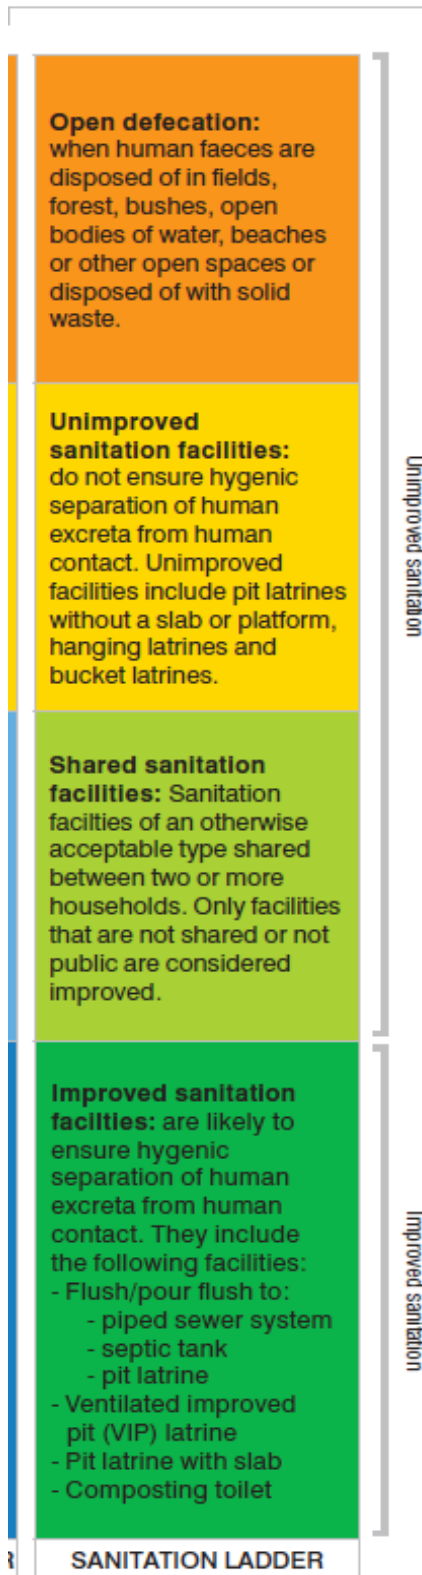 Open defecation:
when human faeces are
disposed of in fields,
forest, bushes, open
bodies of water, beaches
or other open spaces or
disposed of with solid
waste.
Unimproved
sanitation facilities:
do not ensure hygenic
separation of human
excreta from human
contact. Unimproved
facilities include pit latrines
without a slab or platform,
hanging latrines and
bucket latrines.
Shared sanitation
facilities: Sanitation
facilties of an otherwise
acceptable type shared
between two or more
households. Only facilities
that are not shared or not
public are considered
improved.
Unimproved sanitation
Improved sanitation
facilties: are likely to
ensure hygenic
separation of human
excreta from human
contact. They include
the following facilities:
- Flush/pour flush to:
- piped sewer system
- septic tank
- pit latrine
- Ventilated improved
pit (VIP) latrine
- Pit latrine with slab
- Composting toilet
Improved sanitation
R
SANITATION LADDER